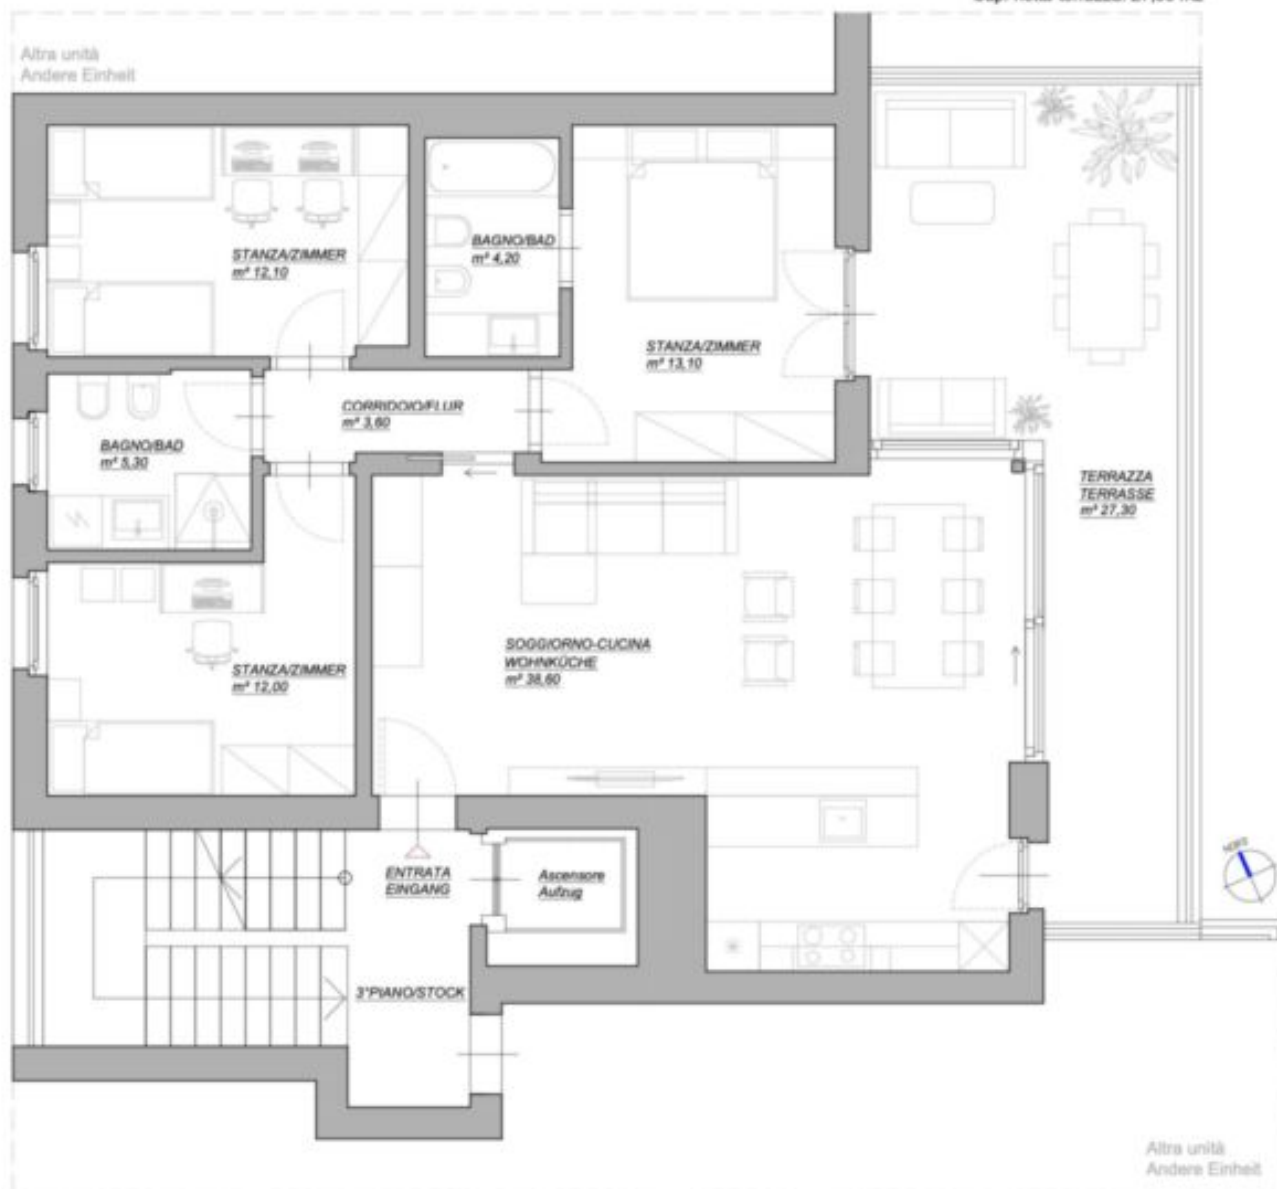 Altra unità
Andere Einheit
STANZA/ZIMMER
m² 12,10
BAGNO/BAD
m² 4,20
STANZA/ZIMMER
m² 13,10
CORRIDOIO/FLUR
m² 3,60
BAGNO/BAD
m² 5,30
TERRAZZA
TERRASSE
m² 27,30
SOGGIORNO-CUCINA
WOHNKÜCHE
m² 38,60
STANZA/ZIMMER
m² 12,00
ENTRATA
EINGANG
Ascensore
Aufzug
NORD
3°PIANO/STOCK
Altra unità
Andere Einheit